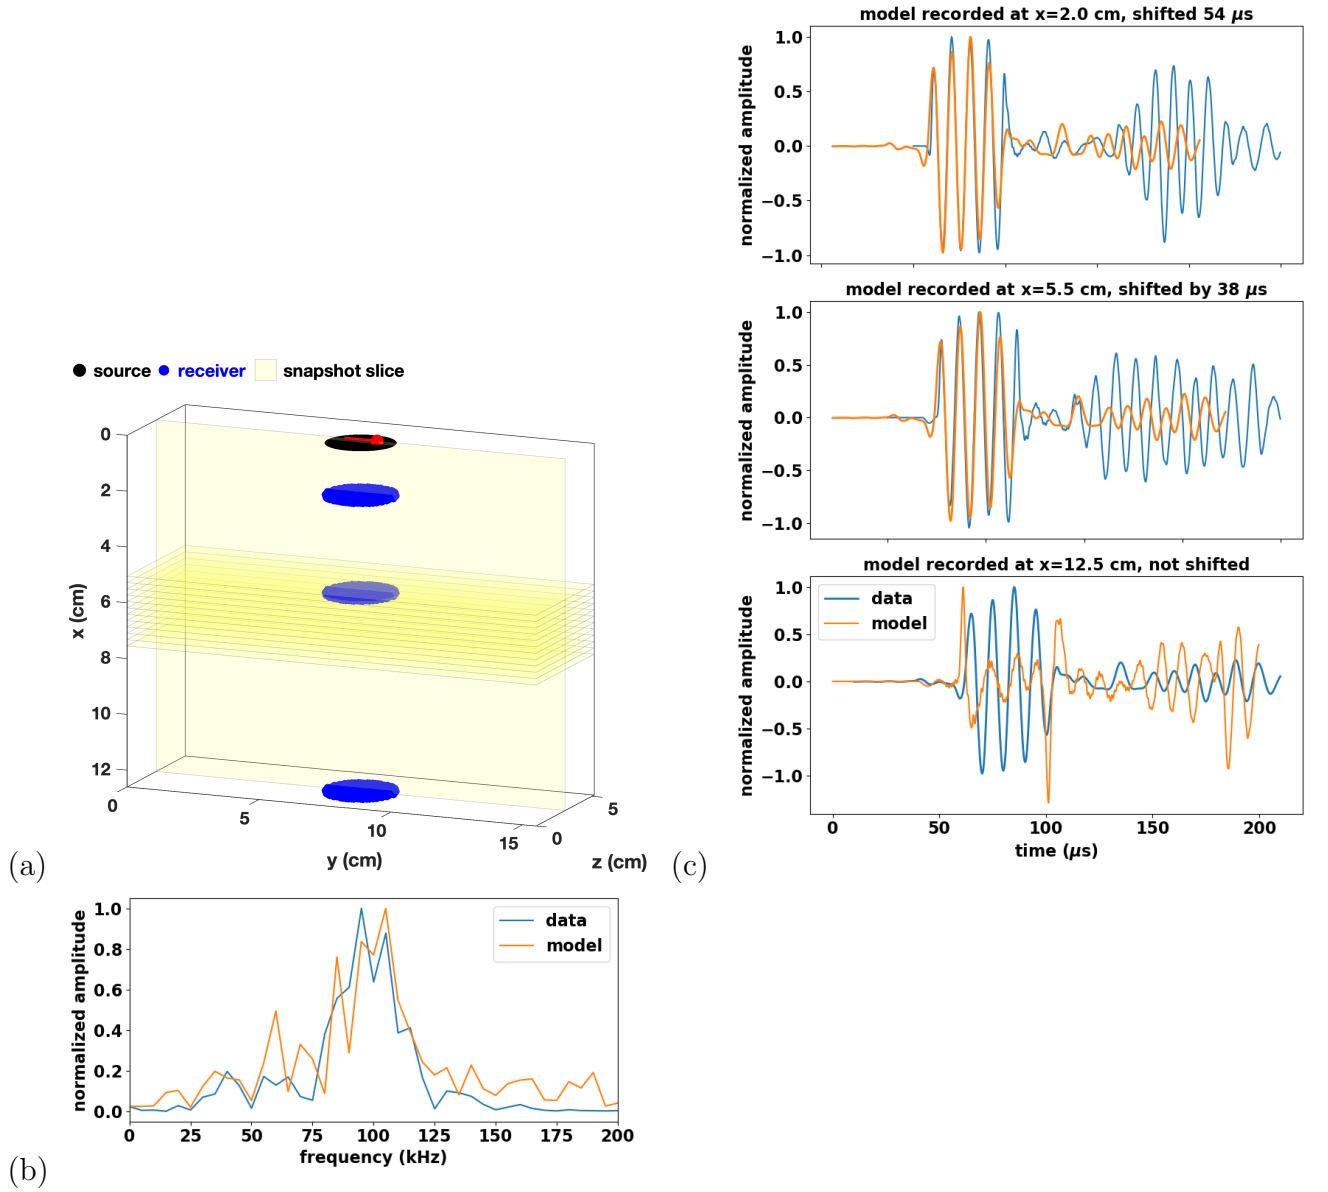 source receiver snapshot slice
0
2
4
6
8
10
12
x (cm)
0
5
10
15
y (cm)
0
5
z (cm)
(a)
1.0
0.8
0.6
0.4
0.2
0.0
normalized amplitude
data
model
0 25 50 75 100 125 150 175 200
frequency (kHz)
(b)
model recorded at x=2.0 cm, shifted 54 μs
1.0
0.5
0.0
−0.5
−1.0
normalized amplitude
model recorded at x=5.5 cm, shifted by 38 μs
1.0
0.5
0.0
−0.5
−1.0
normalized amplitude
model recorded at x=12.5 cm, not shifted
1.0
0.5
0.0
−0.5
−1.0
normalized amplitude
data
model
0 50 100 150 200
time (μs)
(c)